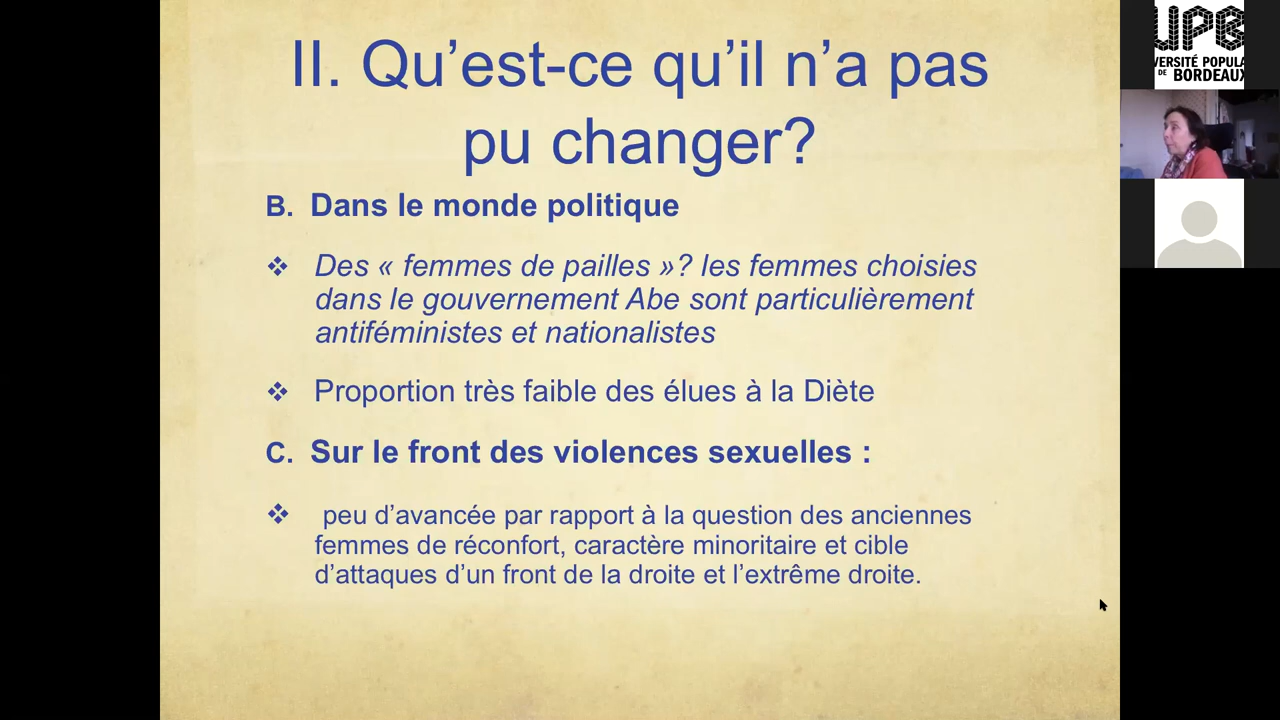 II. Qu’est-ce qu’il n’a pas
pu changer?
B. Dans le monde politique
❖ Des « femmes de pailles »? les femmes choisies
dans le gouvernement Abe sont particulièrement
antiféministes et nationalistes
❖ Proportion très faible des élues à la Diète
C. Sur le front des violences sexuelles :
❖ peu d’avancée par rapport à la question des anciennes
femmes de réconfort, caractère minoritaire et cible
d’attaques d’un front de la droite et l’extrême droite.
UPB
VERSITÉ POPULA
DE BORDEAUX